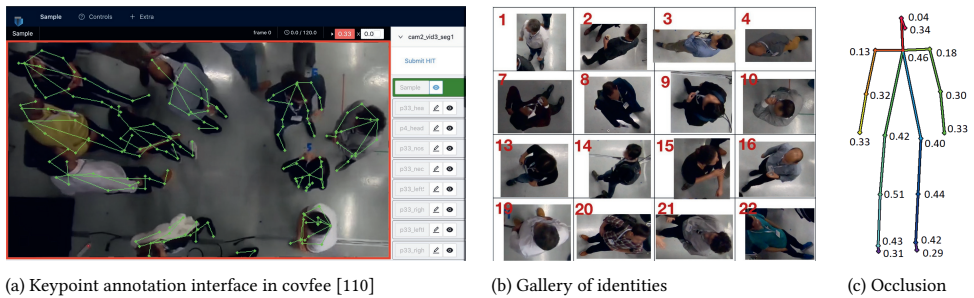 Sample
Controls
+ Extra
Sample
frame 0
0.0 / 120.0
0.33
x
0.0
cam2_vid3_seg1
Submit HIT
Sample
p33_hea
p4_head
p33_nos
p33_nec
p33_left
p33_righ
p33_left
p33_righ
1
2
3
4
7
8
9
10
13
14
15
16
19
20
21
22
0.04
0.34
0.13
0.18
0.46
0.32
0.30
0.33
0.33
0.42
0.40
0.51
0.44
0.43
0.42
0.31
0.29
(a) Keypoint annotation interface in covfee [110]
(b) Gallery of identities
(c) Occlusion